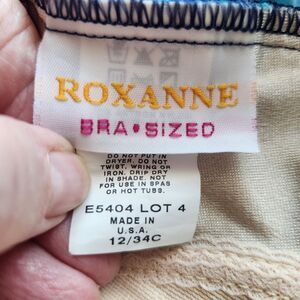 ROXANNE
BRA•SIZED
DO NOT PUT IN
DRYER. DO NOT
TWIST, WRING OR
IRON. DRIP DRY
IN SHADE. NOT
FOR USE IN SPAS
OR HOT TUBS.
E5404 LOT 4
MADE IN
U.S.A.
12/34C